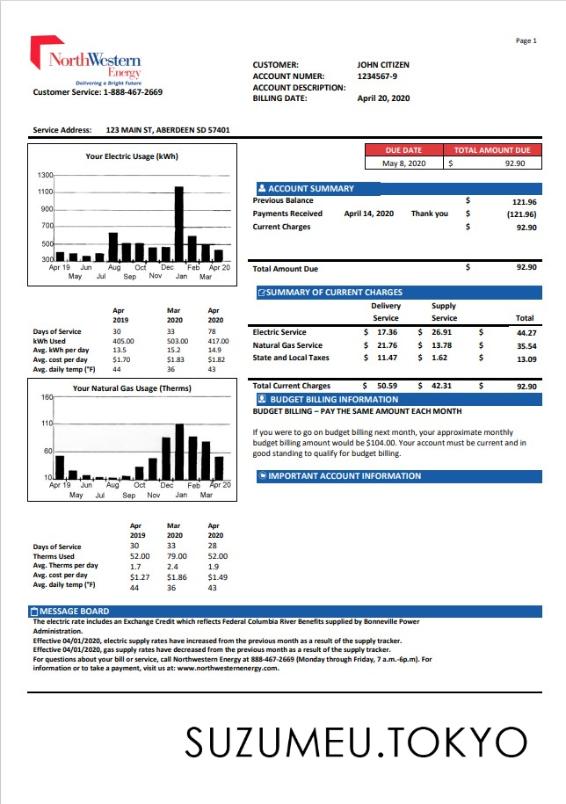 Page 1
NorthWestern
Energy
Delivering a Bright Future
Customer Service: 1-888-467-2669
CUSTOMER: JOHN CITIZEN
ACCOUNT NUMER: 1234567-9
ACCOUNT DESCRIPTION:
BILLING DATE: April 20, 2020
Service Address: 123 MAIN ST, ABERDEEN SD 57401
Your Electric Usage (kWh)
1300
1100
900
700
500
300
Apr 19 Jun Aug Oct Dec Feb Apr 20
May Jul Sep Nov Jan Mar
Apr Mar Apr
2019 2020 2020
Days of Service 30 33 78
kWh Used 405.00 503.00 417.00
Avg. kWh per day 13.5 15.2 14.9
Avg. cost per day $1.70 $1.83 $1.82
Avg. daily temp (°F) 44 36 43
Your Natural Gas Usage (Therms)
160
110
60
10
Apr 19 Jun Aug Oct Dec Feb Apr 20
May Jul Sep Nov Jan Mar
Apr Mar Apr
2019 2020 2020
Days of Service 30 33 28
Therms Used 52.00 79.00 52.00
Avg. Therms per day 1.7 2.4 1.9
Avg. cost per day $1.27 $1.86 $1.49
Avg. daily temp (°F) 44 36 43
DUE DATE TOTAL AMOUNT DUE
May 8, 2020 $ 92.90
ACCOUNT SUMMARY
Previous Balance $ 121.96
Payments Received April 14, 2020 Thank you $ (121.96)
Current Charges $ 92.90
Total Amount Due $ 92.90
SUMMARY OF CURRENT CHARGES
Delivery Supply
Service Service Total
Electric Service $ 17.36 $ 26.91 $ 44.27
Natural Gas Service $ 21.76 $ 13.78 $ 35.54
State and Local Taxes $ 11.47 $ 1.62 $ 13.09
Total Current Charges $ 50.59 $ 42.31 $ 92.90
BUDGET BILLING INFORMATION
BUDGET BILLING – PAY THE SAME AMOUNT EACH MONTH
If you were to go on budget billing next month, your approximate monthly
budget billing amount would be $104.00. Your account must be current and in
good standing to qualify for budget billing.
IMPORTANT ACCOUNT INFORMATION
MESSAGE BOARD
The electric rate includes an Exchange Credit which reflects Federal Columbia River Benefits supplied by Bonneville Power
Administration.
Effective 04/01/2020, electric supply rates have increased from the previous month as a result of the supply tracker.
Effective 04/01/2020, gas supply rates have decreased from the previous month as a result of the supply tracker.
For questions about your bill or service, call Northwestern Energy at 888-467-2669 (Monday through Friday, 7 a.m.-6p.m). For
information or to take a payment, visit us at: www.northwesternenergy.com.
SUZUMEU.TOKYO